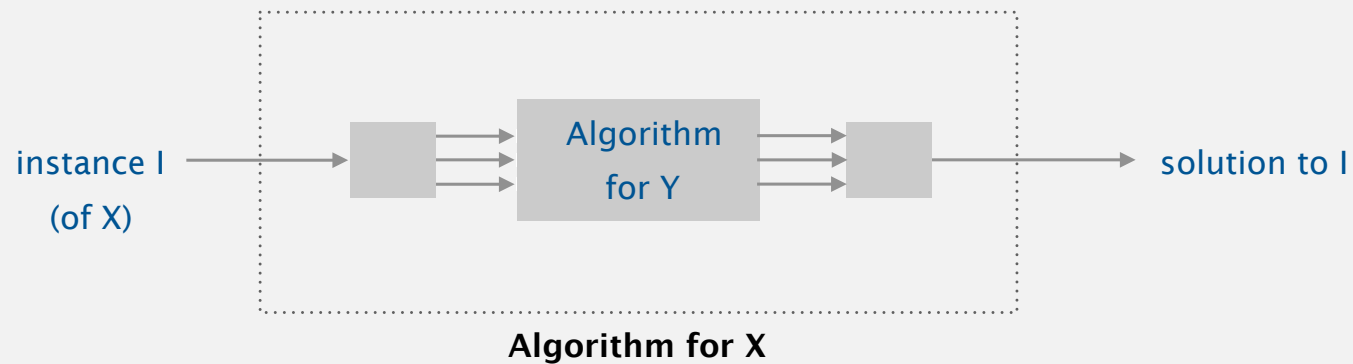 instance I
(of X)
Algorithm
for Y
solution to I
Algorithm for X